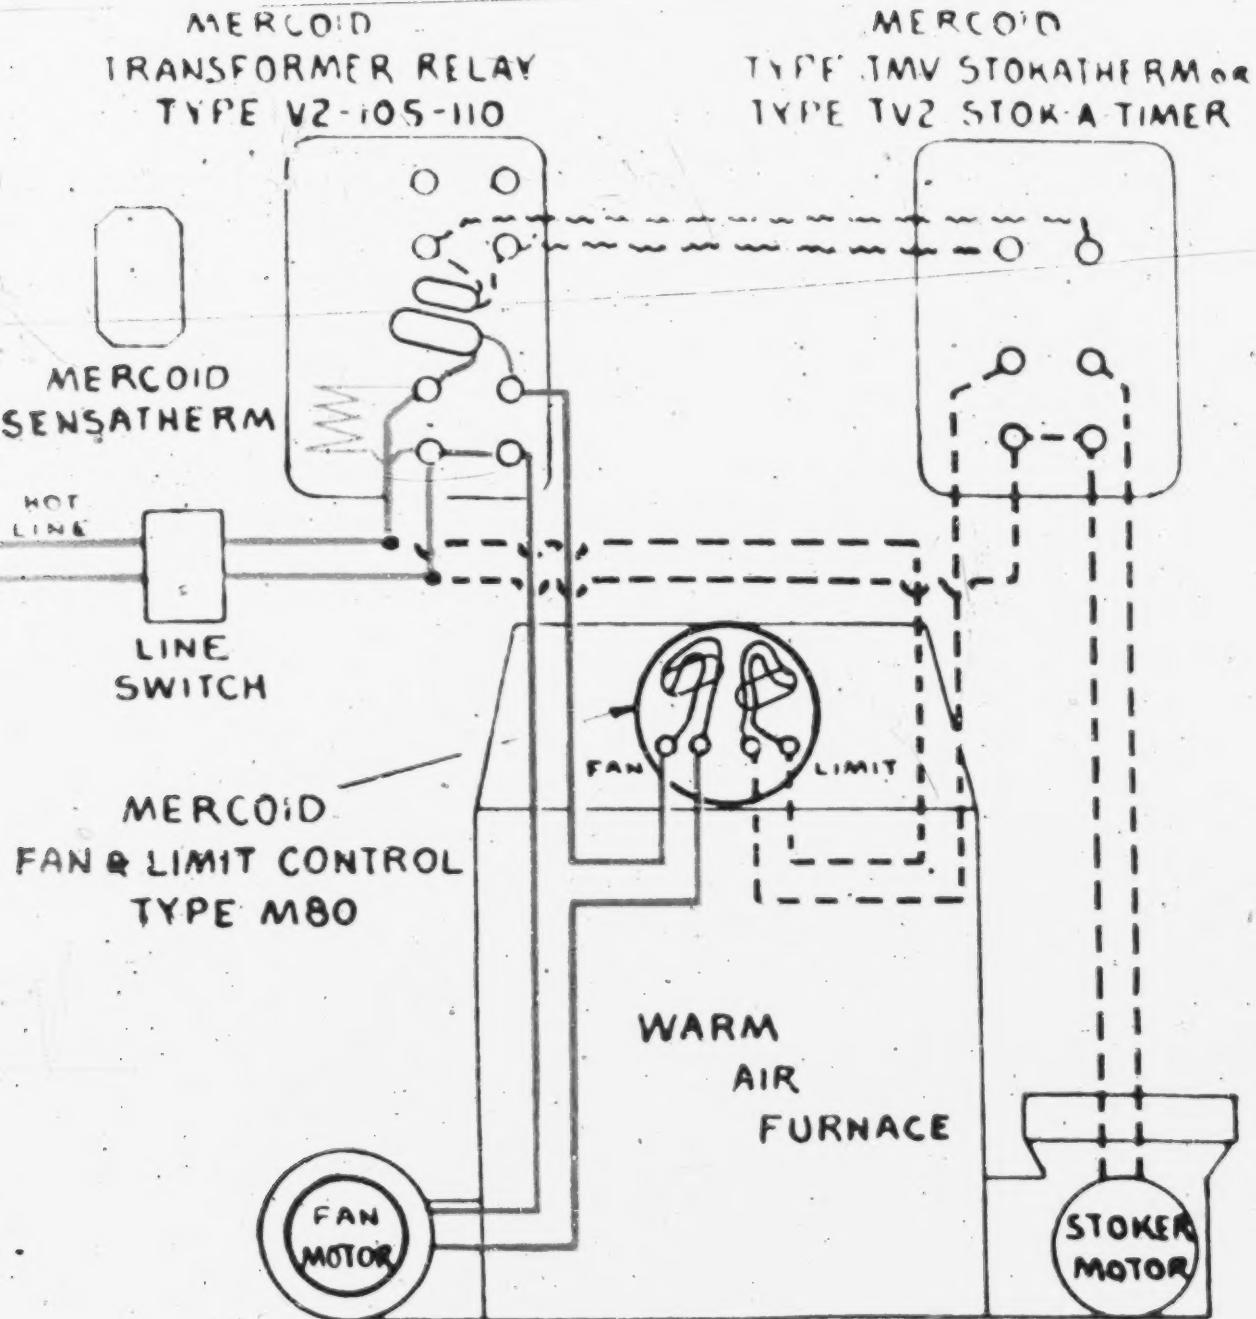 MERCOID
TRANSFORMER RELAY
TYPE V2-105-110
MERCOID
TYPE TMV STOKATHERM OR
TYPE TV2 STOK-A-TIMER
MERCOID
SENSATHERM
HOT
LINE
LINE
SWITCH
FAN
LIMIT
MERCOID
FAN & LIMIT CONTROL
TYPE M80
WARM
AIR
FURNACE
FAN
MOTOR
STOKER
MOTOR